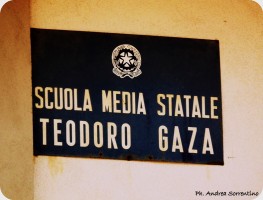 SCUOLA MEDIA STATALE
TEODORO GAZA
Ph. Andrea Sorrentino